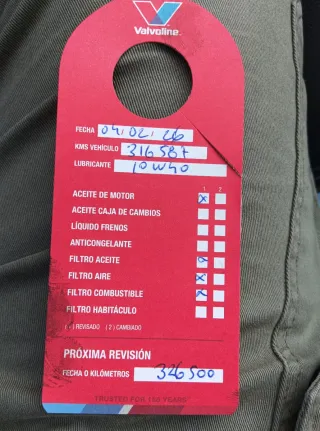 Valvoline
FECHA 04.02.26
KMS VEHÍCULO 316587
LUBRICANTE 10W40
1 2
ACEITE DE MOTOR X
ACEITE CAJA DE CAMBIOS
LÍQUIDO FRENOS
ANTICONGELANTE
FILTRO ACEITE X
FILTRO AIRE X
FILTRO COMBUSTIBLE X
FILTRO HABITÁCULO
(1) REVISADO (2) CAMBIADO
PRÓXIMA REVISIÓN
FECHA O KILÓMETROS 326500
TRUSTED FOR 150 YEARS